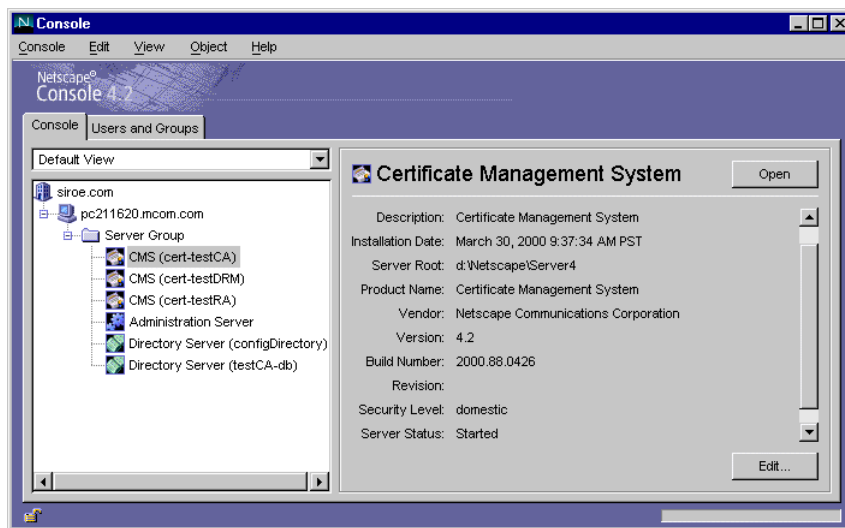 Console
Console Edit View Object Help
Netscape®
Console 4.2
Console
Users and Groups
Default View
siroe.com
pc211620.mcom.com
Server Group
CMS (cert-testCA)
CMS (cert-testDRM)
CMS (cert-testRA)
Administration Server
Directory Server (configDirectory)
Directory Server (testCA-db)
Certificate Management System
Open
Description: Certificate Management System
Installation Date: March 30, 2000 9:37:34 AM PST
Server Root: d:\Netscape\Server4
Product Name: Certificate Management System
Vendor: Netscape Communications Corporation
Version: 4.2
Build Number: 2000.88.0426
Revision:
Security Level: domestic
Server Status: Started
Edit...